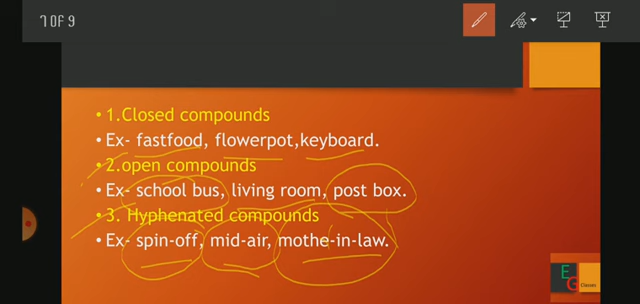 7 OF 9
• 1.Closed compounds
• Ex- fastfood, flowerpot,keyboard.
• 2.open compounds
• Ex- school bus, living room, post box.
• 3. Hyphenated compounds
• Ex- spin-off, mid-air, mothe-in-law.
E G Classes